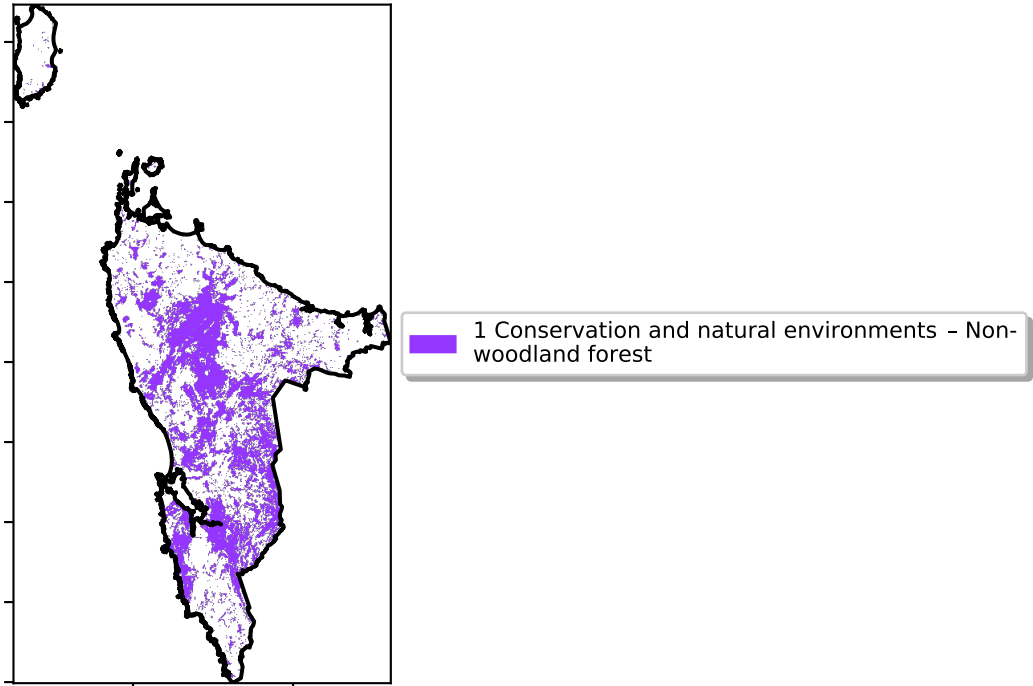 1 Conservation and natural environments – Non-
woodland forest